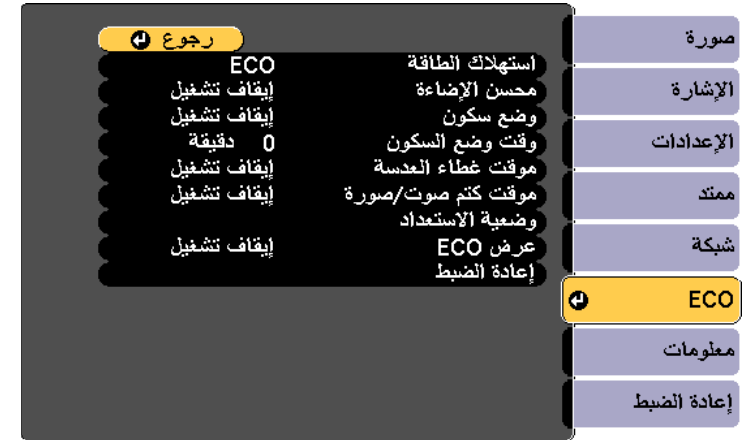 رجوع
استهلاك الطاقة ECO
محسن الإضاءة إيقاف تشغيل
وضع سكون إيقاف تشغيل
وقت وضع السكون 0 دقيقة
موقت غطاء العدسة إيقاف تشغيل
موقت كتم صوت/صورة إيقاف تشغيل
وضعية الاستعداد
عرض ECO إيقاف تشغيل
إعادة الضبط
صورة
الإشارة
الإعدادات
ممتد
شبكة
ECO
معلومات
إعادة الضبط